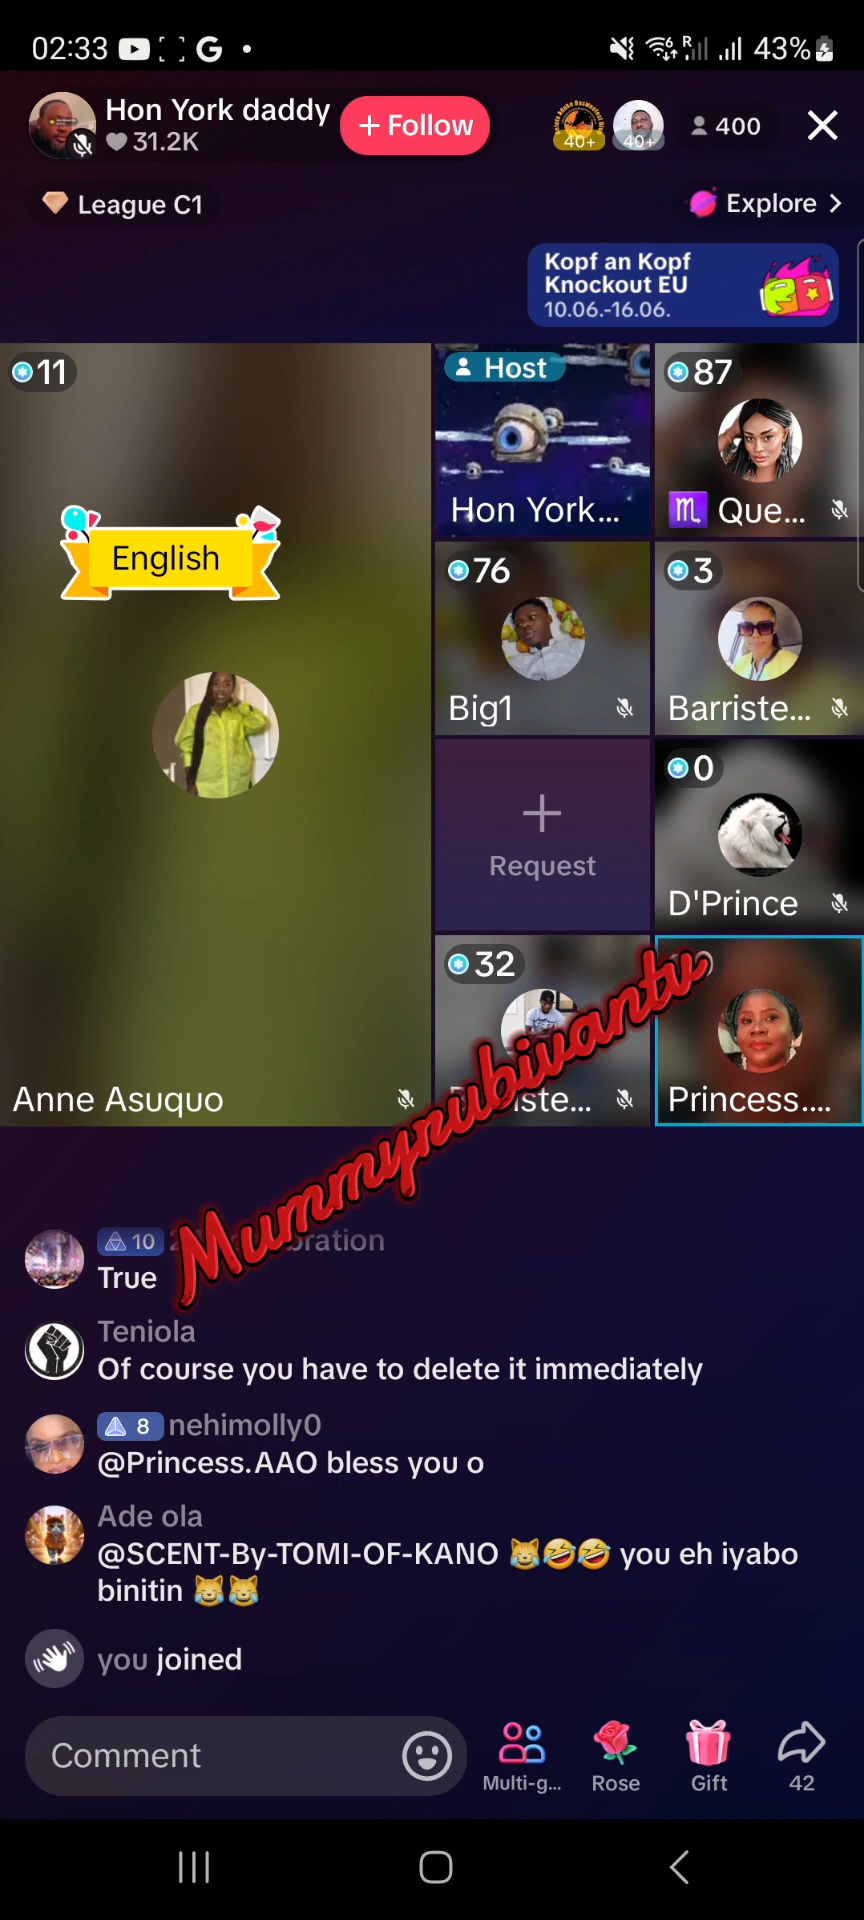 02:33
43%
Hon York daddy
31.2K
+ Follow
40+
40+
400
League C1
Explore
Kopf an Kopf
Knockout EU
10.06.-16.06.
11
English
Anne Asuquo
Host
Hon York...
87
Que...
76
Big1
3
Barriste...
+
Request
0
D'Prince
32
iste...
Princess....
Mummyrubivantv
10
bration
True
Teniola
Of course you have to delete it immediately
8 nehimolly0
@Princess.AAO bless you o
Ade ola
@SCENT-By-TOMI-OF-KANO 😹🤣🤣 you eh iyabo
binitin 😹😹
you joined
Comment
Multi-g...
Rose
Gift
42